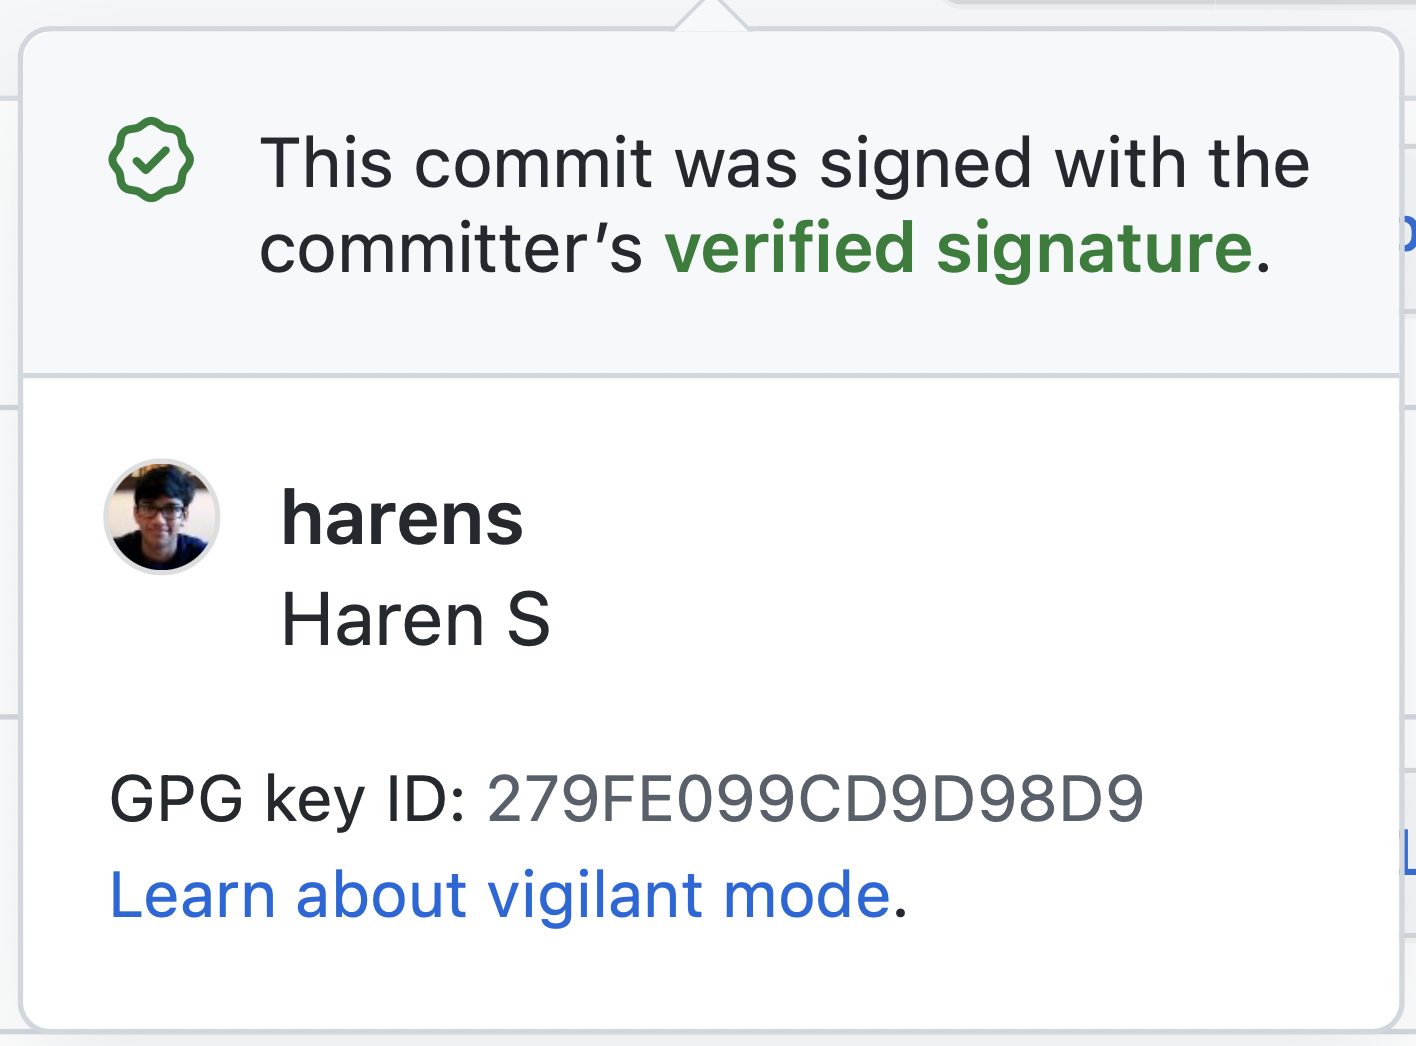 This commit was signed with the
committer’s verified signature.
harens
Haren S
GPG key ID: 279FE099CD9D98D9
Learn about vigilant mode.